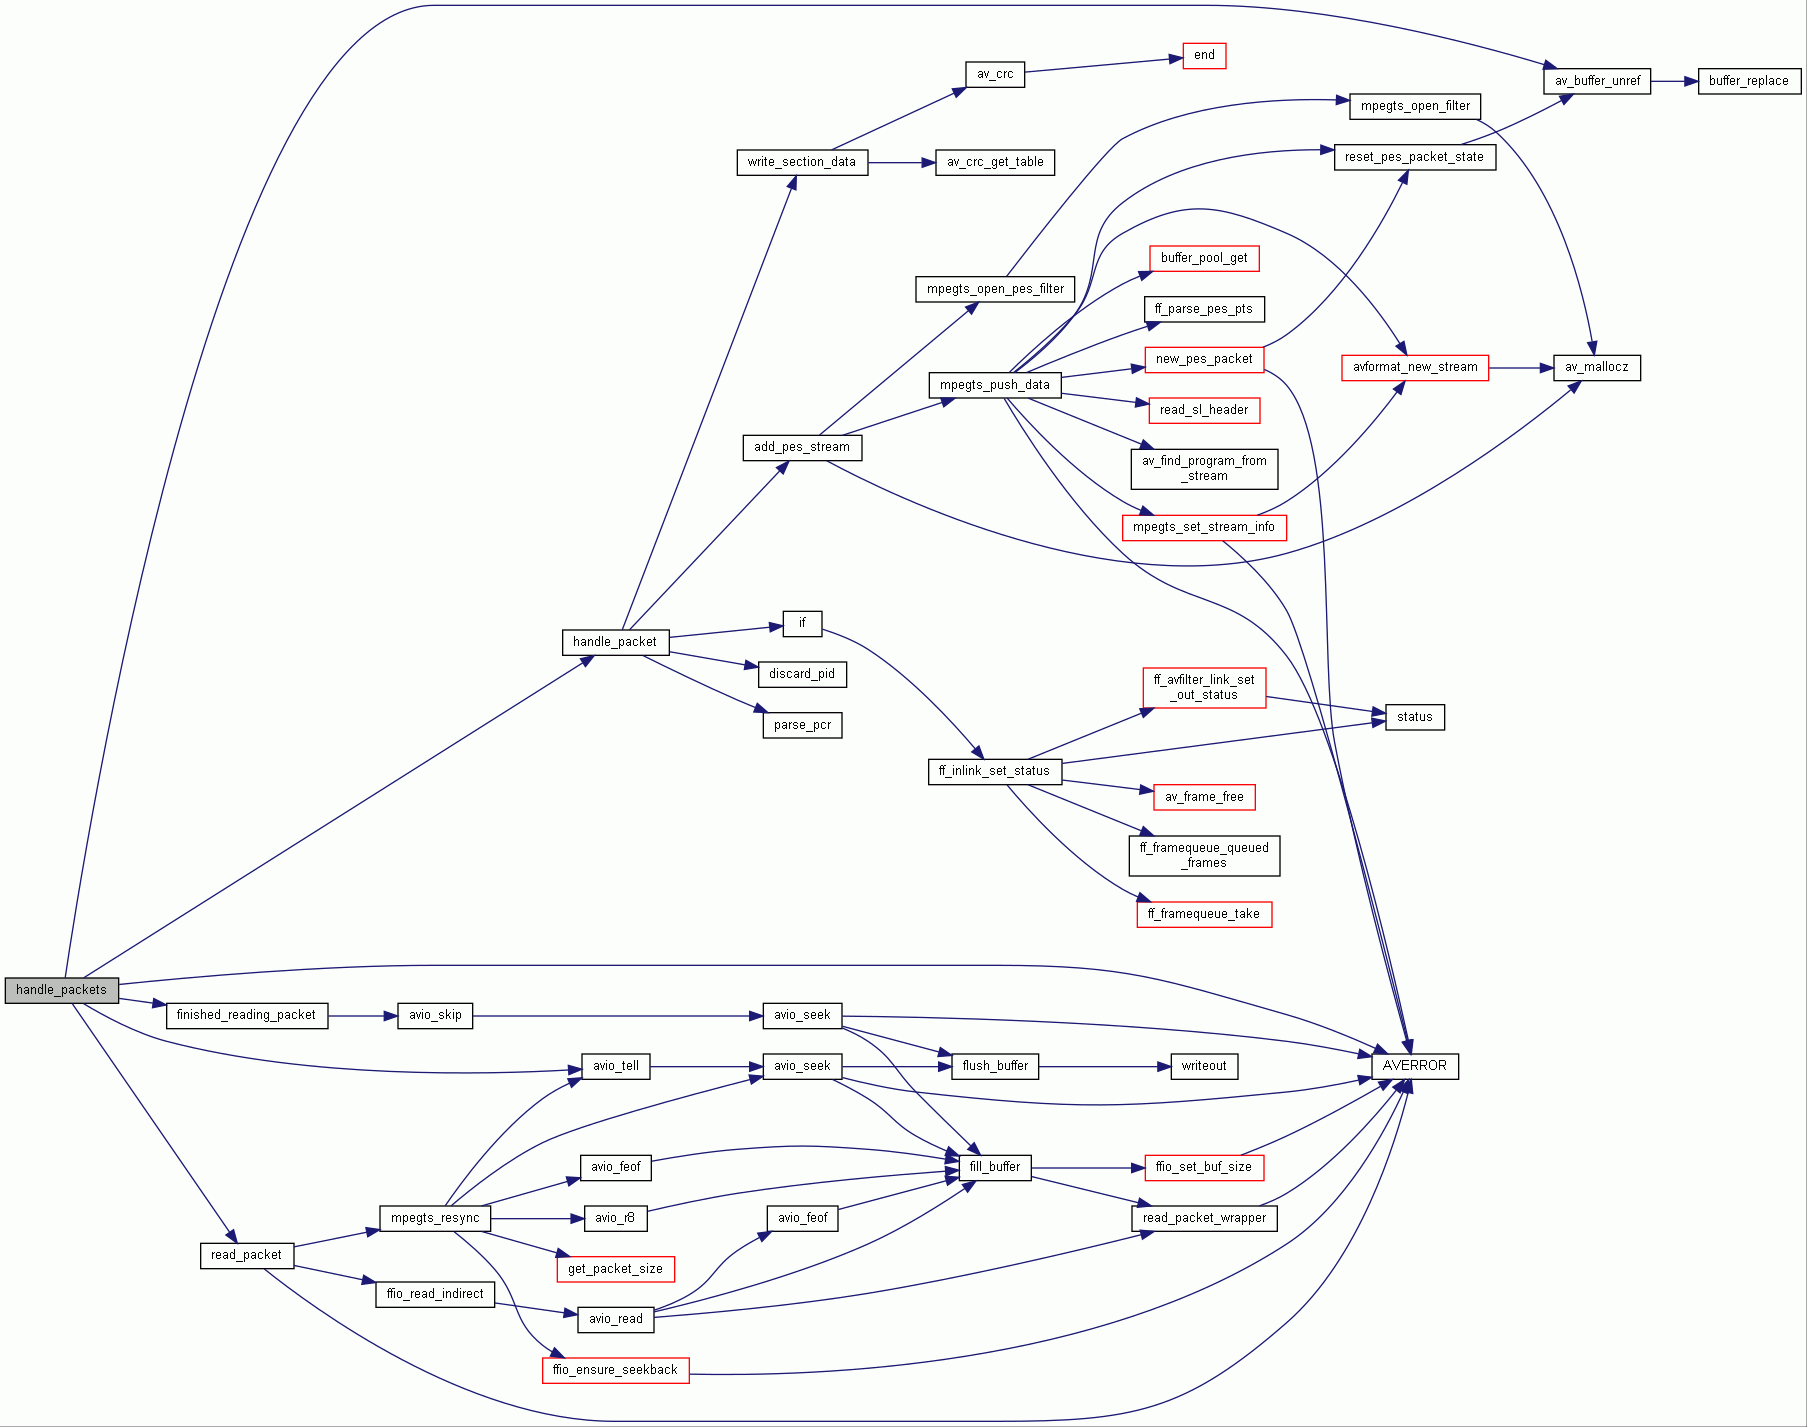 end
av_crc
av_buffer_unref
buffer_replace
mpegts_open_filter
write_section_data
av_crc_get_table
reset_pes_packet_state
buffer_pool_get
mpegts_open_pes_filter
ff_parse_pes_pts
new_pes_packet
avformat_new_stream
av_mallocz
mpegts_push_data
read_sl_header
add_pes_stream
av_find_program_from
_stream
mpegts_set_stream_info
if
handle_packet
discard_pid
ff_avfilter_link_set
_out_status
status
parse_pcr
ff_inlink_set_status
av_frame_free
ff_framequeue_queued
_frames
ff_framequeue_take
handle_packets
finished_reading_packet
avio_skip
avio_seek
avio_tell
avio_seek
flush_buffer
writeout
AVERROR
avio_feof
fill_buffer
ffio_set_buf_size
mpegts_resync
avio_r8
avio_feof
read_packet_wrapper
read_packet
get_packet_size
ffio_read_indirect
avio_read
ffio_ensure_seekback